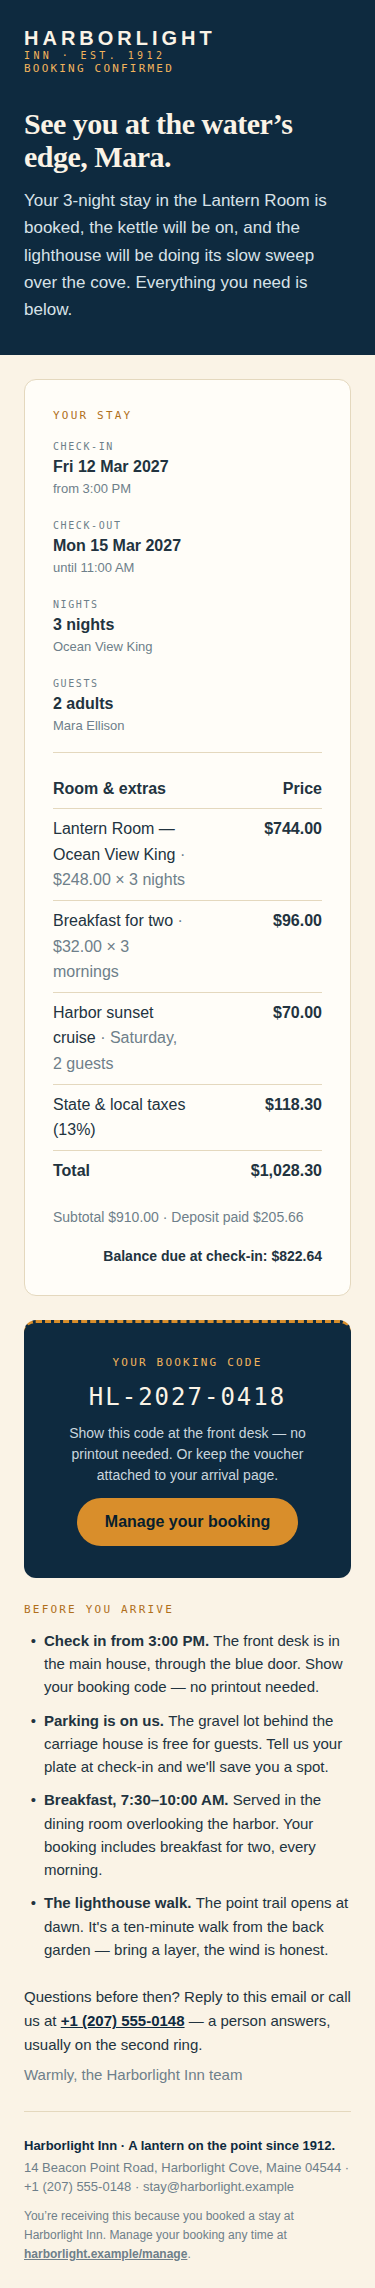 HARBORLIGHT
INN · EST. 1912
BOOKING CONFIRMED
See you at the water’s
edge, Mara.
Your 3-night stay in the Lantern Room is
booked, the kettle will be on, and the
lighthouse will be doing its slow sweep
over the cove. Everything you need is
below.
YOUR STAY
CHECK-IN
Fri 12 Mar 2027
from 3:00 PM
CHECK-OUT
Mon 15 Mar 2027
until 11:00 AM
NIGHTS
3 nights
Ocean View King
GUESTS
2 adults
Mara Ellison
Room & extras Price
Lantern Room — $744.00
Ocean View King ·
$248.00 × 3 nights
Breakfast for two · $96.00
$32.00 × 3
mornings
Harbor sunset $70.00
cruise · Saturday,
2 guests
State & local taxes $118.30
(13%)
Total $1,028.30
Subtotal $910.00 · Deposit paid $205.66
Balance due at check-in: $822.64
YOUR BOOKING CODE
HL-2027-0418
Show this code at the front desk — no
printout needed. Or keep the voucher
attached to your arrival page.
Manage your booking
BEFORE YOU ARRIVE
• Check in from 3:00 PM. The front desk is in
the main house, through the blue door. Show
your booking code — no printout needed.
• Parking is on us. The gravel lot behind the
carriage house is free for guests. Tell us your
plate at check-in and we'll save you a spot.
• Breakfast, 7:30–10:00 AM. Served in the
dining room overlooking the harbor. Your
booking includes breakfast for two, every
morning.
• The lighthouse walk. The point trail opens at
dawn. It's a ten-minute walk from the back
garden — bring a layer, the wind is honest.
Questions before then? Reply to this email or call
us at +1 (207) 555-0148 — a person answers,
usually on the second ring.
Warmly, the Harborlight Inn team
Harborlight Inn · A lantern on the point since 1912.
14 Beacon Point Road, Harborlight Cove, Maine 04544 ·
+1 (207) 555-0148 · stay@harborlight.example
You’re receiving this because you booked a stay at
Harborlight Inn. Manage your booking any time at
harborlight.example/manage.